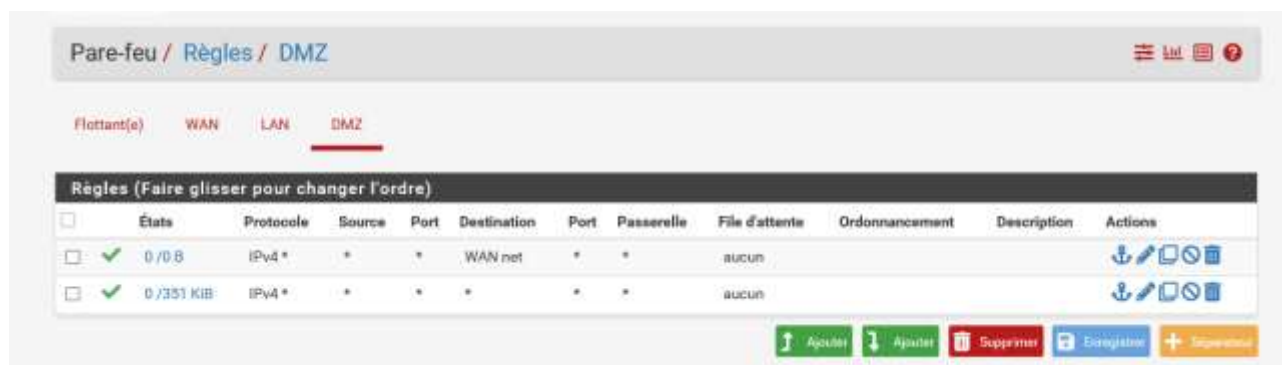 Pare-feu / Règles / DMZ
Flottant(e) WAN LAN DMZ
Règles (Faire glisser pour changer l'ordre)
États Protocole Source Port Destination Port Passerelle File d'attente Ordonnancement Description Actions
0 /0 B IPv4 * * * WAN net * * aucun
0 /351 KiB IPv4 * * * * * * aucun
Ajouter Ajouter Supprimer Enregistrer Séparateur